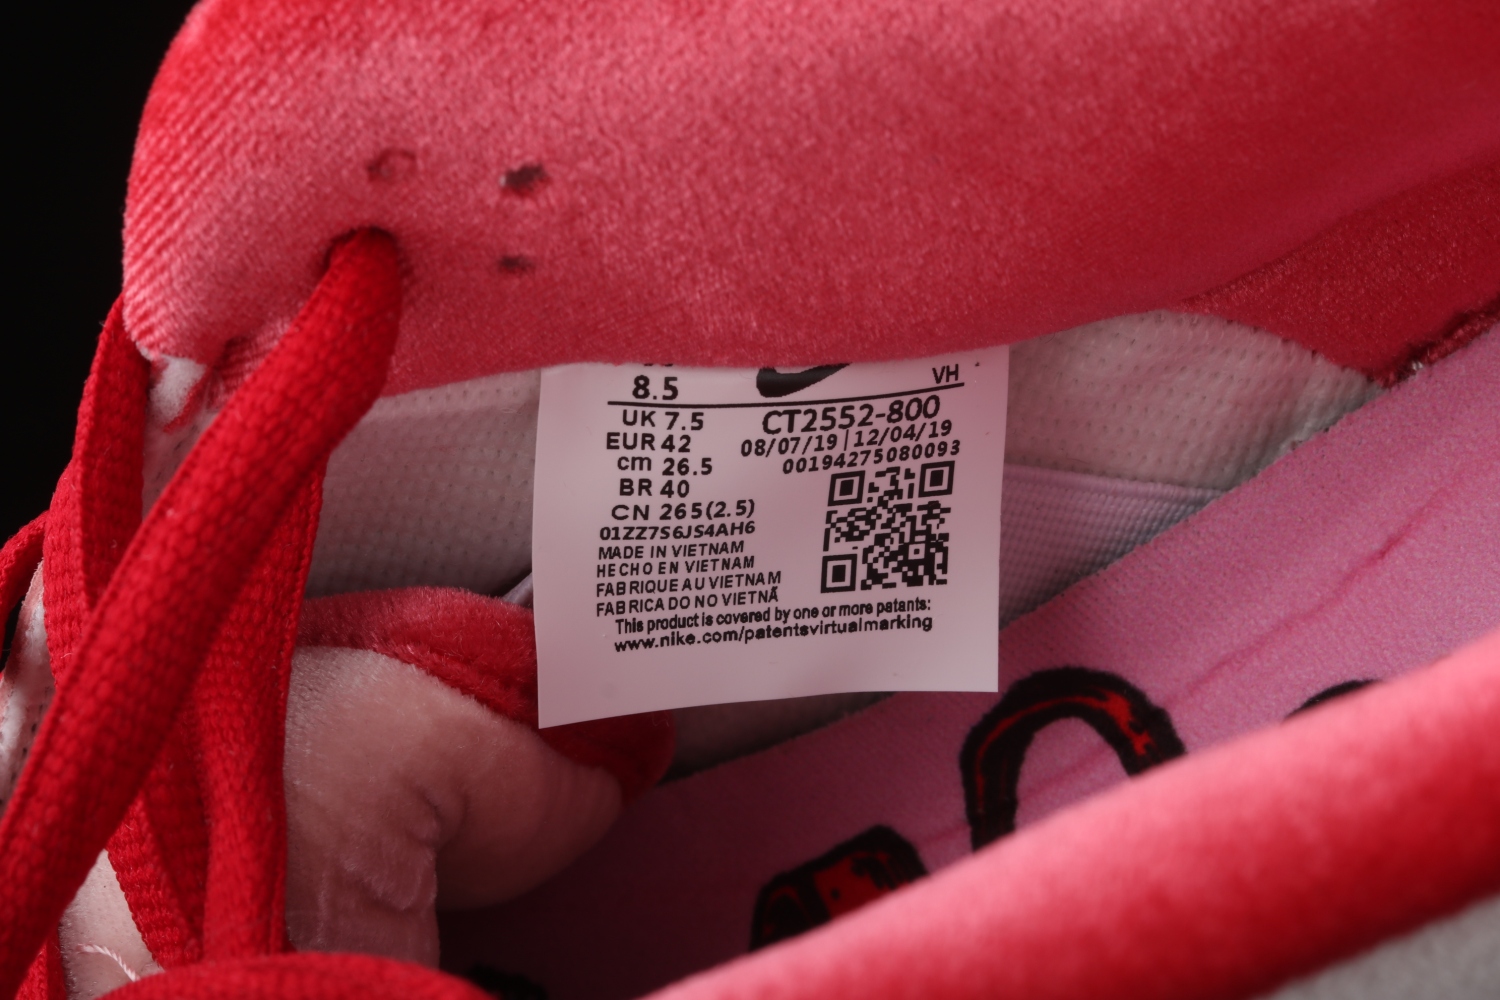 8.5
VH
UK 7.5
CT2552-800
EUR 42
08/07/19 | 12/04/19
cm 26.5
00194275080093
BR 40
CN 265(2.5)
01ZZ7S6JS4AH6
MADE IN VIETNAM
HECHO EN VIETNAM
FABRIQUE AU VIETNAM
FABRICA DO NO VIETNÃ
This product is covered by one or more patants:
www.nike.com/patentsvirtualmarking